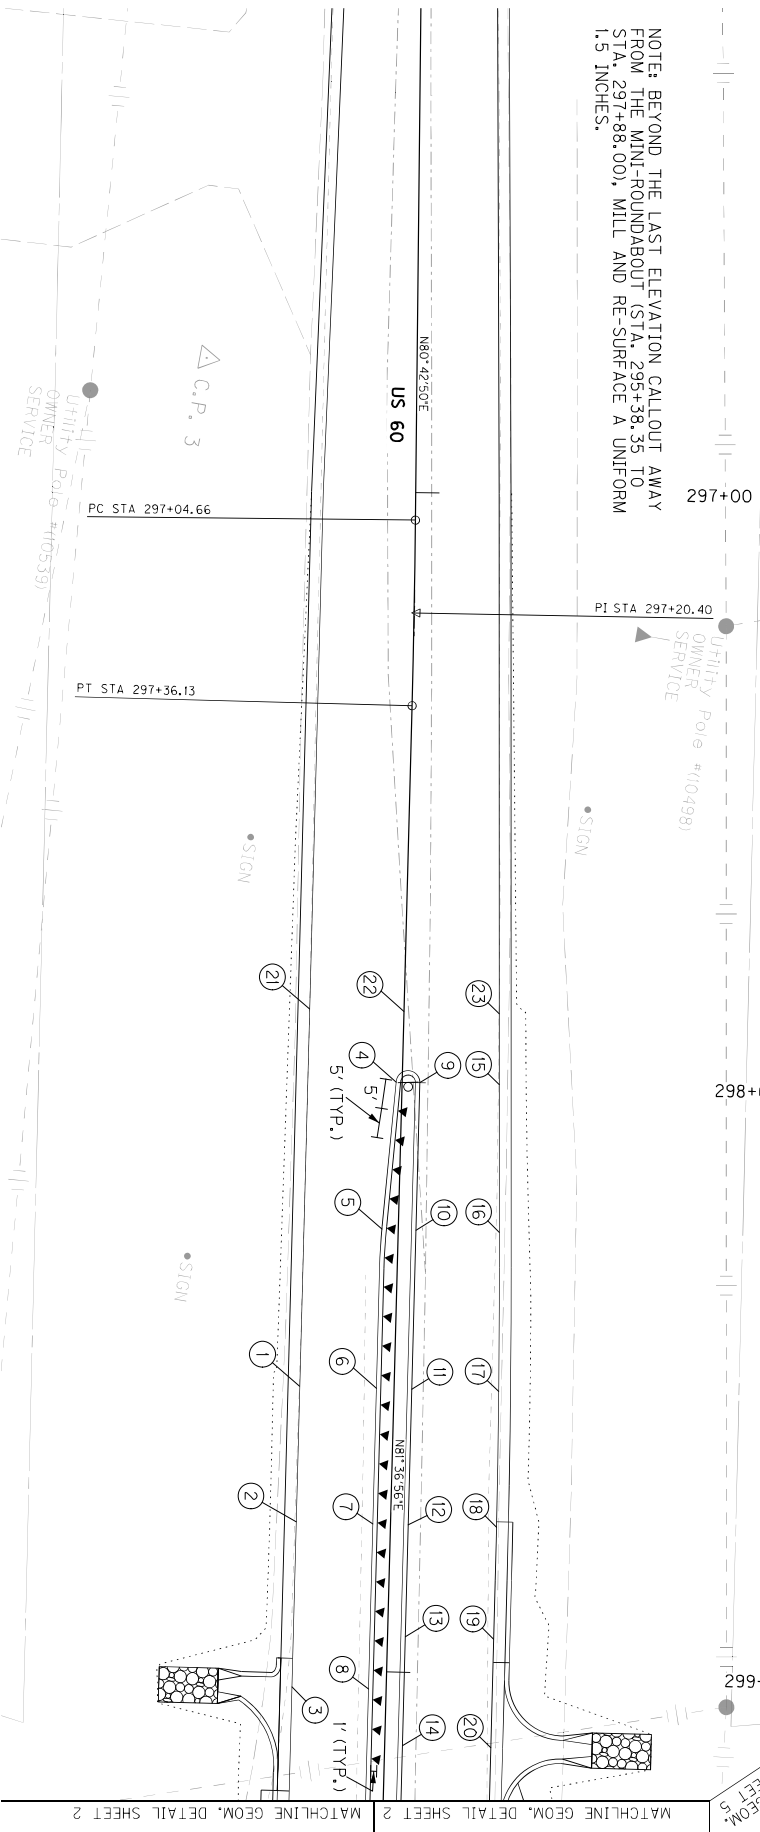 NOTE: BEYOND THE LAST ELEVATION CALLOUT AWAY
FROM THE MINI-ROUNDABOUT (STA. 295+38.35 TO
STA. 297+88.00), MILL AND RE-SURFACE A UNIFORM
1.5 INCHES.
N80°42'50"E
US 60
C.P. 3
Utility Pole #(10539)
OWNER
SERVICE
297+00
PC STA 297+04.66
PI STA 297+20.40
Utility Pole #(10498)
OWNER
SERVICE
PT STA 297+36.13
SIGN
SIGN
21
22
23
4
9
15
5'
5' (TYP.)
298+
5
10
16
SIGN
1
6
11
17
N81°36'56"E
2
7
12
18
13
19
8
3
14
20
1' (TYP.)
299
MATCHLINE GEOM. DETAIL SHEET 2
MATCHLINE GEOM. DETAIL SHEET 2
GEOM.
EET 5